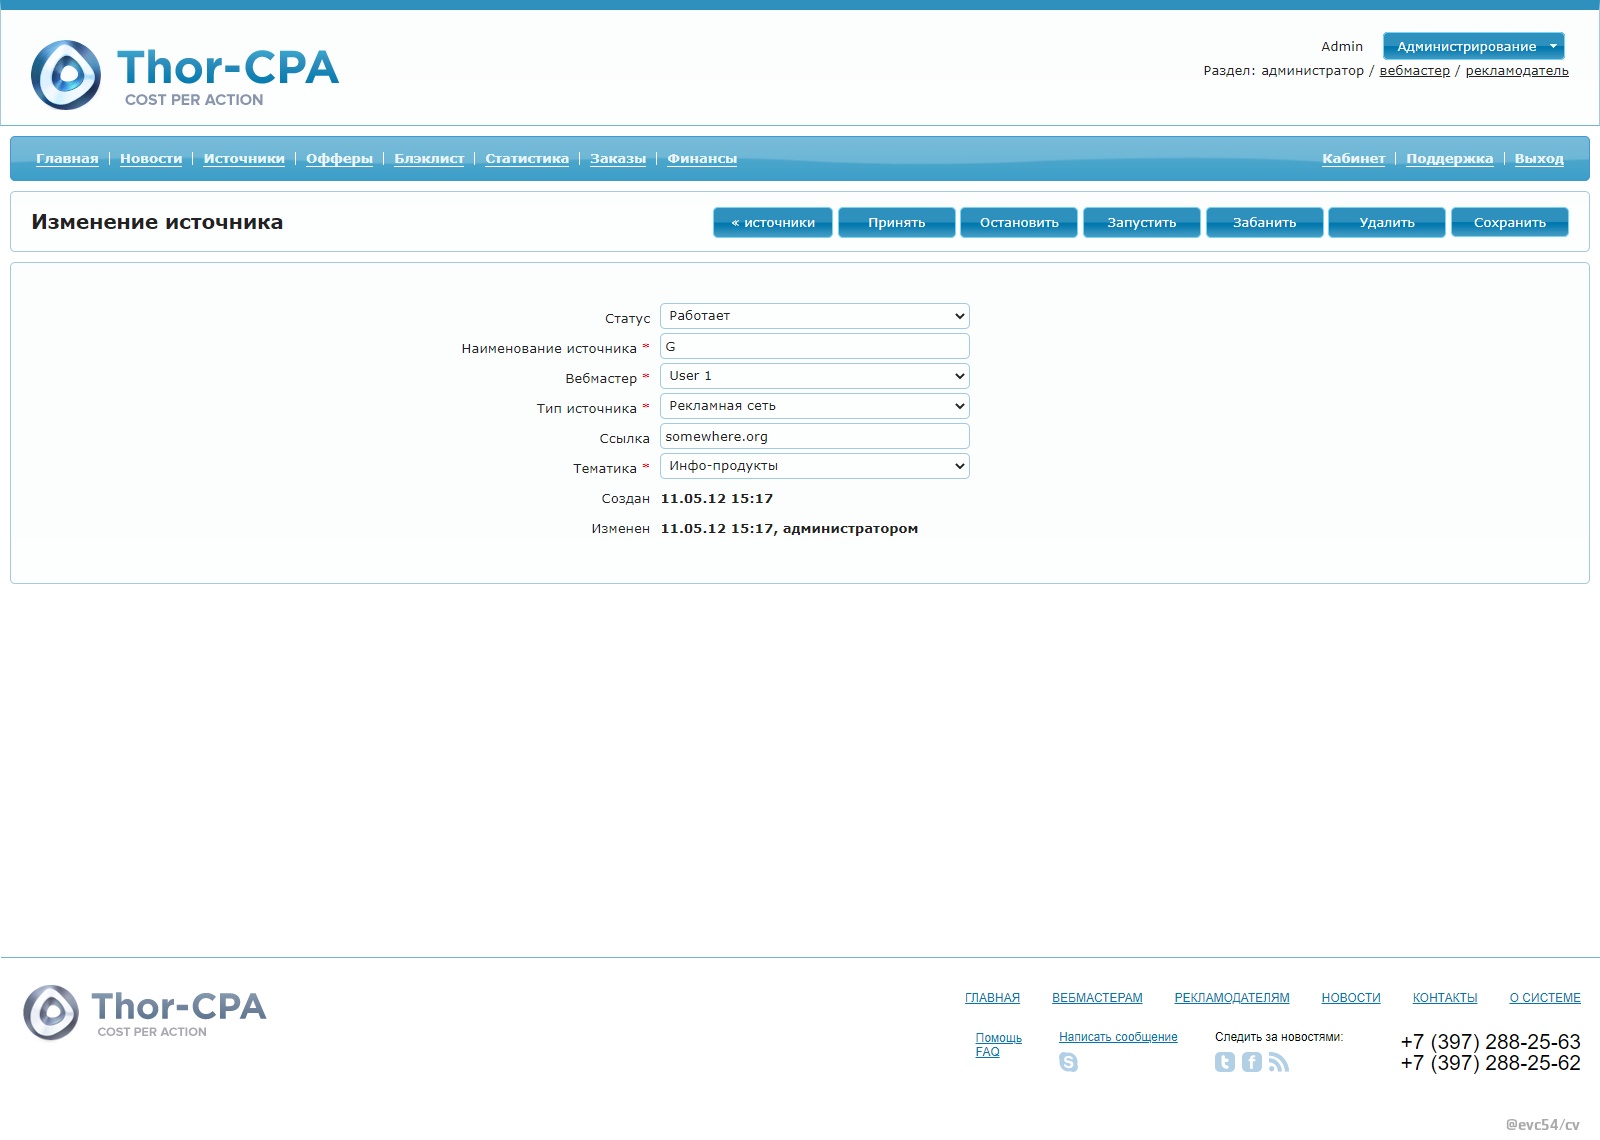 Thor-CPA
COST PER ACTION
Admin
Администрирование
Раздел: администратор / вебмастер / рекламодатель
Главная | Новости | Источники | Офферы | Блэклист | Статистика | Заказы | Финансы
Кабинет | Поддержка | Выход
Изменение источника
« источники
Принять
Остановить
Запустить
Забанить
Удалить
Сохранить
Статус Работает
Наименование источника * G
Вебмастер * User 1
Тип источника * Рекламная сеть
Ссылка somewhere.org
Тематика * Инфо-продукты
Создан 11.05.12 15:17
Изменен 11.05.12 15:17, администратором
Thor-CPA
COST PER ACTION
ГЛАВНАЯ ВЕБМАСТЕРАМ РЕКЛАМОДАТЕЛЯМ НОВОСТИ КОНТАКТЫ О СИСТЕМЕ
Помощь
FAQ
Написать сообщение
Следить за новостями:
+7 (397) 288-25-63
+7 (397) 288-25-62
@evc54/cv